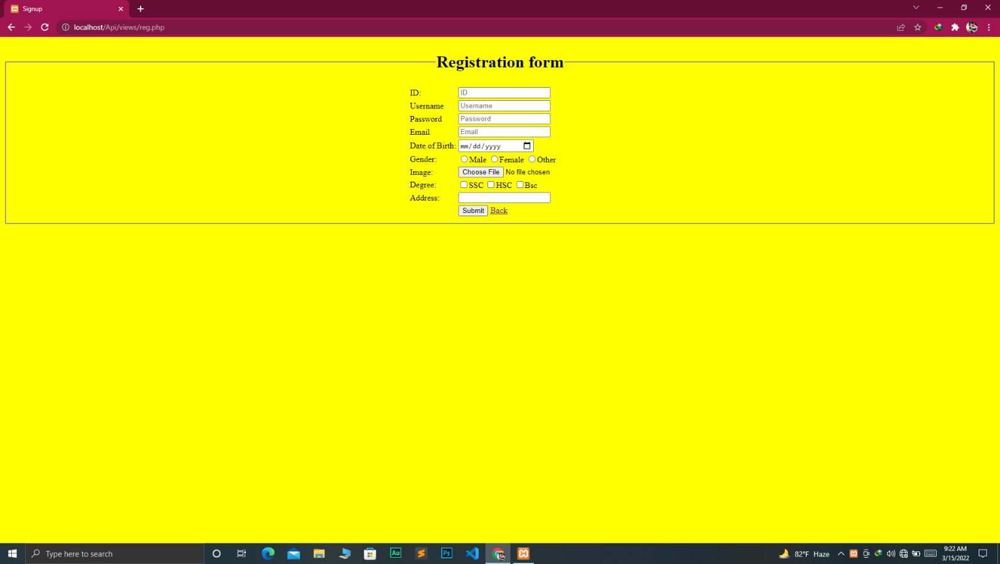 Signup
localhost/Api/views/reg.php
Registration form
ID: ID
Username Username
Password Password
Email Email
Date of Birth: mm/dd/yyyy
Gender: Male Female Other
Image: Choose File No file chosen
Degree: SSC HSC Bsc
Address:
Submit Back
Type here to search
Au
Ps
82°F Haze
9:22 AM
3/15/2022